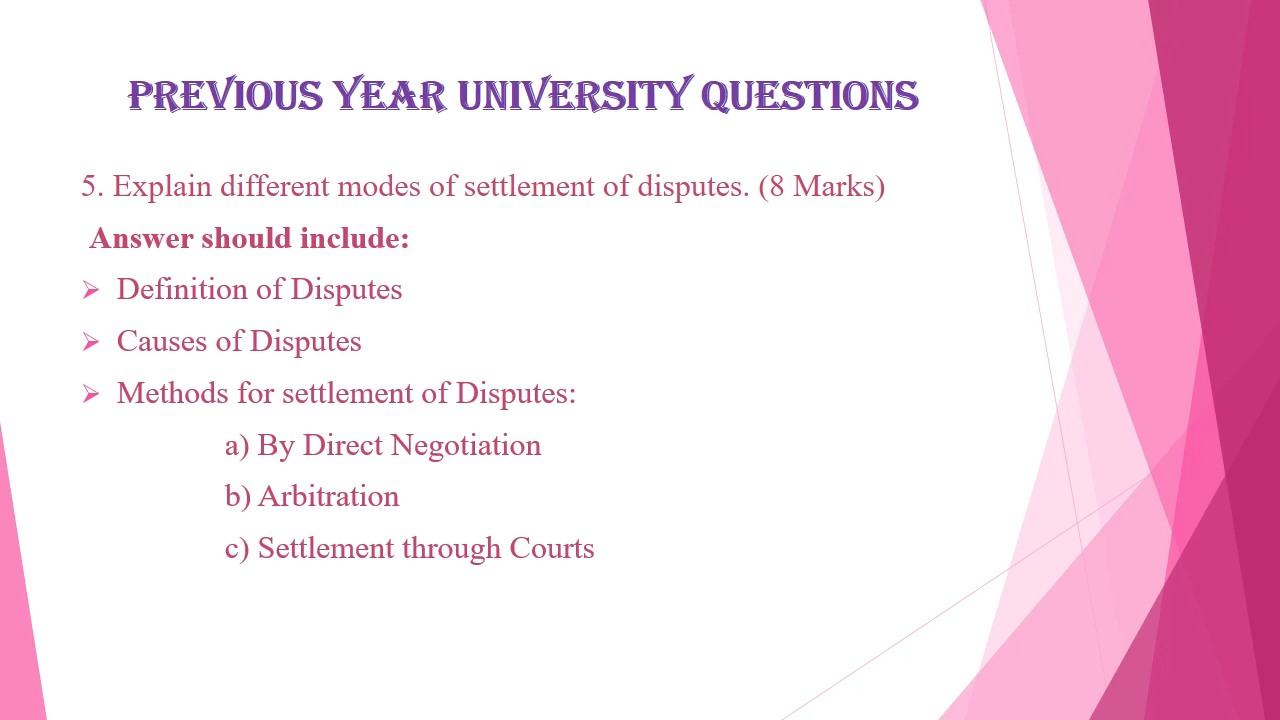 PREVIOUS YEAR UNIVERSITY QUESTIONS
5. Explain different modes of settlement of disputes. (8 Marks)
Answer should include:
➢ Definition of Disputes
➢ Causes of Disputes
➢ Methods for settlement of Disputes:
a) By Direct Negotiation
b) Arbitration
c) Settlement through Courts